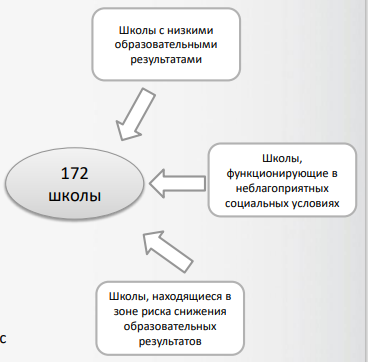 Школы с низкими
образовательными
результатами
172
школы
Школы,
функционирующие в
неблагоприятных
социальных условиях
Школы, находящиеся в
зоне риска снижения
образовательных
результатов
с